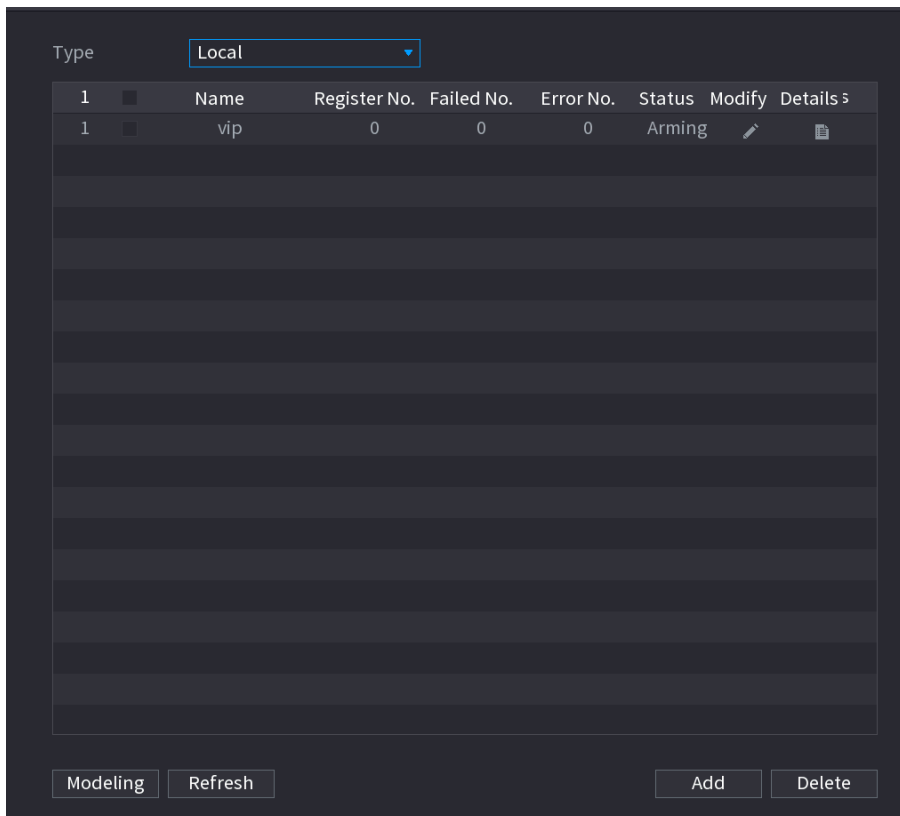 Type Local
1 Name Register No. Failed No. Error No. Status Modify Details s
1 vip 0 0 0 Arming
Modeling Refresh Add Delete